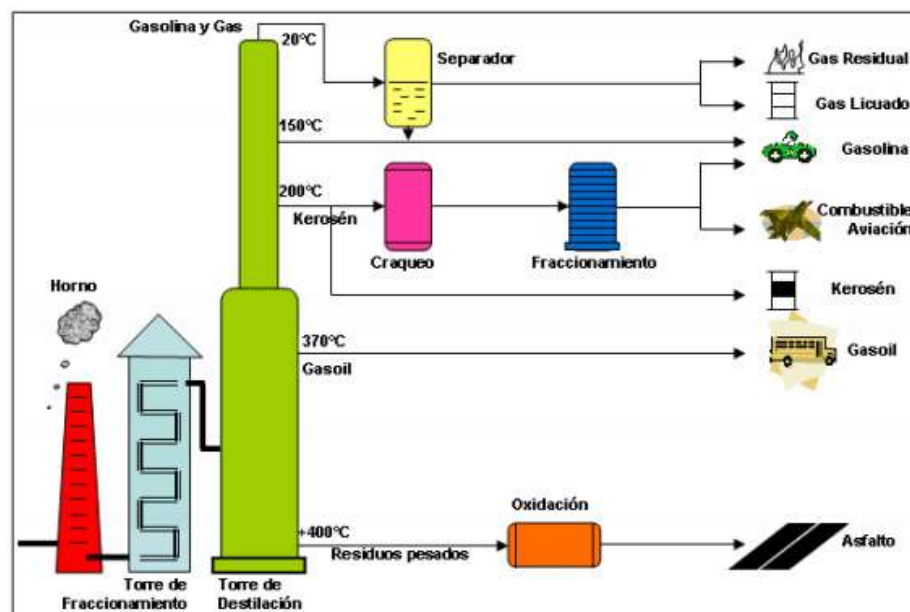 Gasolina y Gas
20°C
Separador
Gas Residual
Gas Licuado
150°C
Gasolina
200°C
Kerosén
Craqueo
Fraccionamiento
Combustible
Aviación
Horno
Kerosén
370°C
Gasoil
Gasoil
Oxidación
+400°C
Residuos pesados
Asfalto
Torre de
Fraccionamiento
Torre de
Destilación